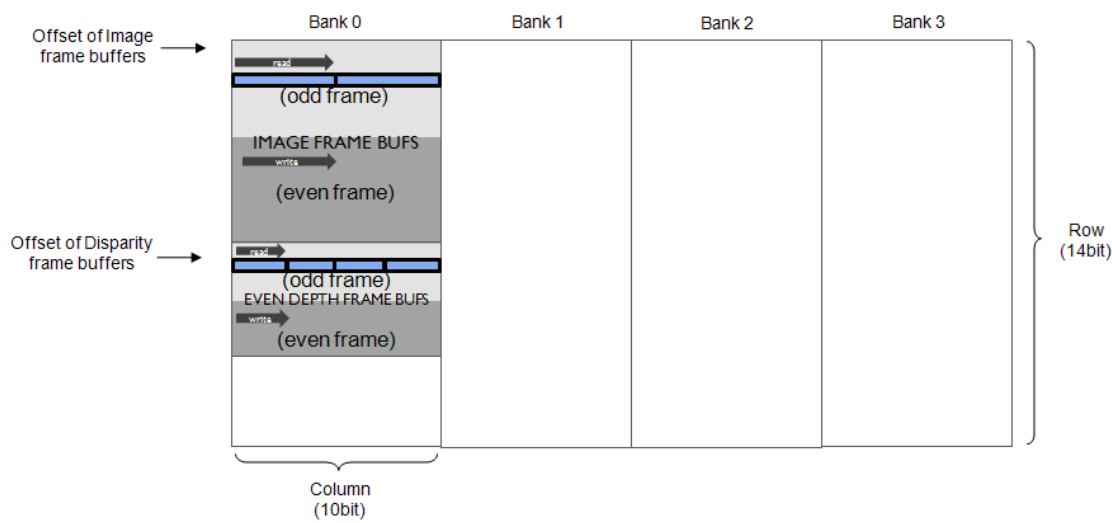 Bank 0
Bank 1
Bank 2
Bank 3
Offset of Image
frame buffers
read
(odd frame)
IMAGE FRAME BUFS
write
(even frame)
Offset of Disparity
frame buffers
read
(odd frame)
EVEN DEPTH FRAME BUFS
write
(even frame)
Row
(14bit)
Column
(10bit)